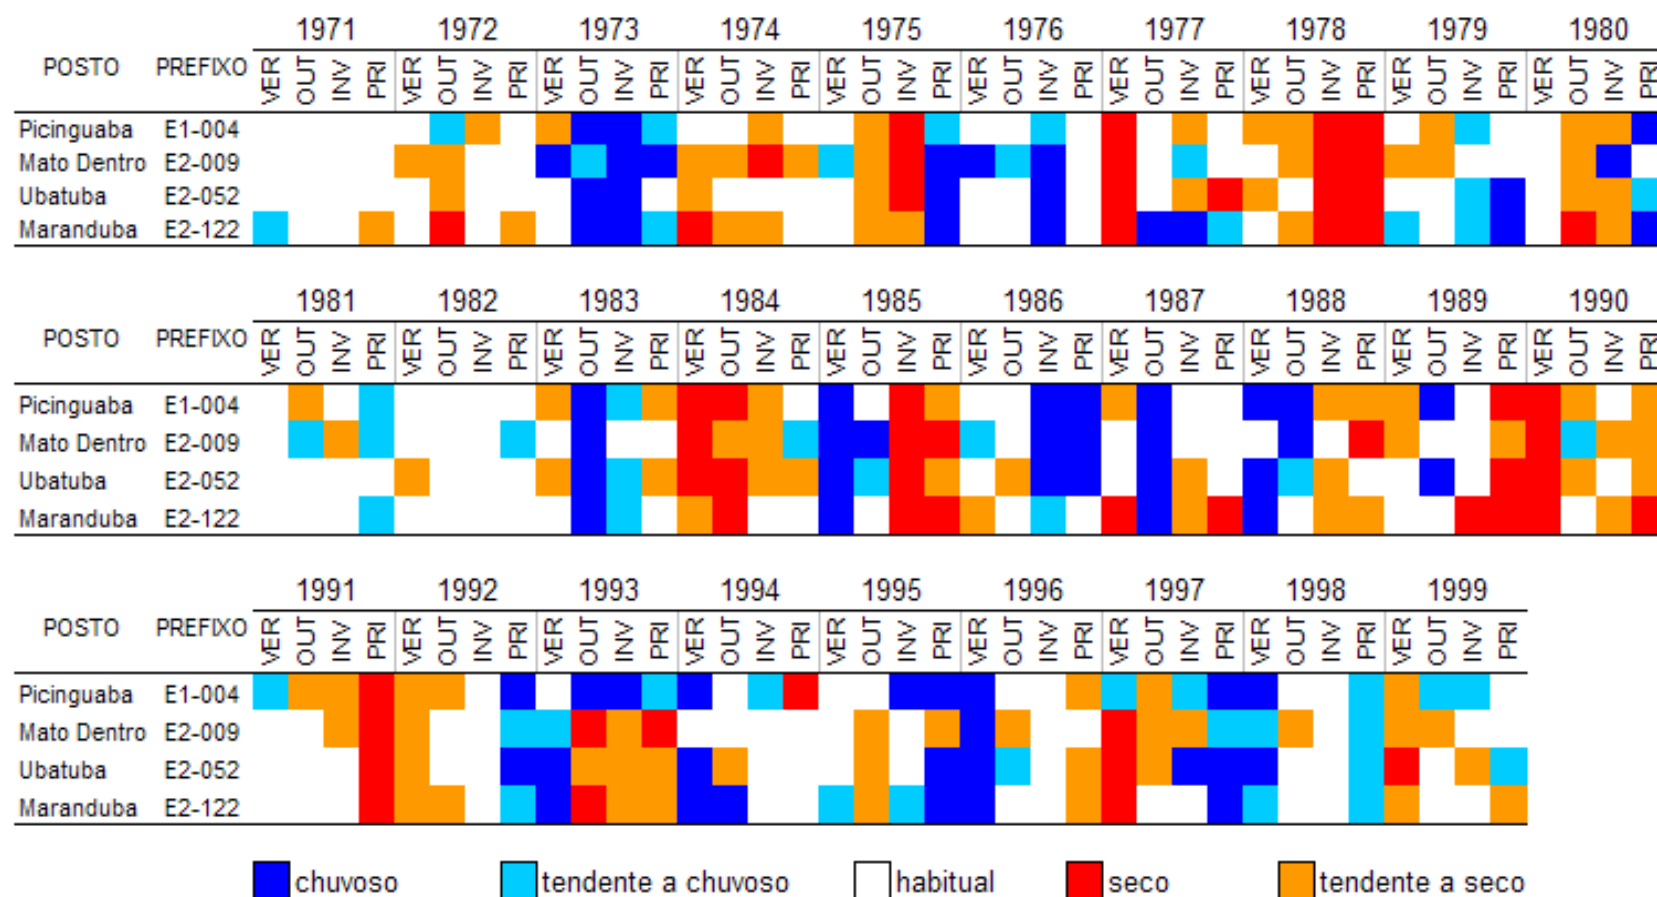 1971 1972 1973 1974 1975 1976 1977 1978 1979 1980
POSTO PREFIXO VER OUT INV PRI VER OUT INV PRI VER OUT INV PRI VER OUT INV PRI VER OUT INV PRI VER OUT INV PRI VER OUT INV PRI VER OUT INV PRI VER OUT INV PRI VER OUT INV PRI
Picinguaba E1-004
Mato Dentro E2-009
Ubatuba E2-052
Maranduba E2-122
1981 1982 1983 1984 1985 1986 1987 1988 1989 1990
POSTO PREFIXO VER OUT INV PRI VER OUT INV PRI VER OUT INV PRI VER OUT INV PRI VER OUT INV PRI VER OUT INV PRI VER OUT INV PRI VER OUT INV PRI VER OUT INV PRI VER OUT INV PRI
Picinguaba E1-004
Mato Dentro E2-009
Ubatuba E2-052
Maranduba E2-122
1991 1992 1993 1994 1995 1996 1997 1998 1999
POSTO PREFIXO VER OUT INV PRI VER OUT INV PRI VER OUT INV PRI VER OUT INV PRI VER OUT INV PRI VER OUT INV PRI VER OUT INV PRI VER OUT INV PRI VER OUT INV PRI
Picinguaba E1-004
Mato Dentro E2-009
Ubatuba E2-052
Maranduba E2-122
chuvoso tendente a chuvoso habitual seco tendente a seco